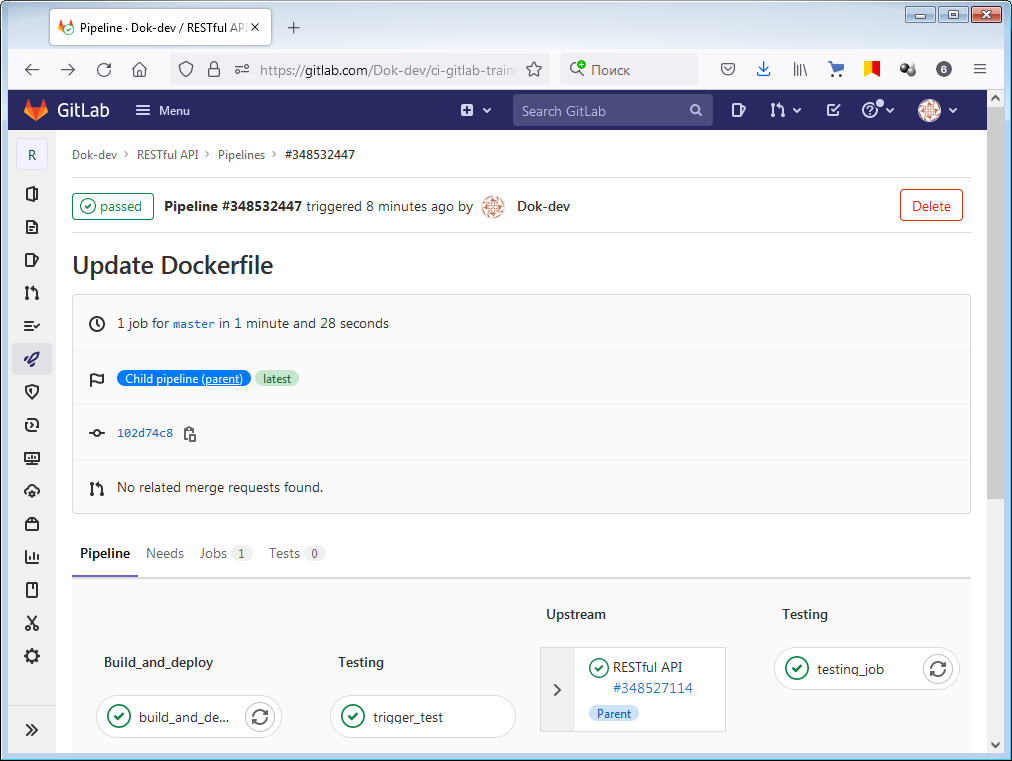 Pipeline · Dok-dev / RESTful API
https://gitlab.com/Dok-dev/ci-gitlab-traini
Поиск
6
GitLab
Menu
Search GitLab
R
Dok-dev > RESTful API > Pipelines > #348532447
passed Pipeline #348532447 triggered 8 minutes ago by Dok-dev
Delete
Update Dockerfile
1 job for master in 1 minute and 28 seconds
Child pipeline (parent) latest
102d74c8
No related merge requests found.
Pipeline Needs Jobs 1 Tests 0
Upstream
Testing
Build_and_deploy
Testing
RESTful API
#348527114
Parent
testing_job
build_and_de...
trigger_test